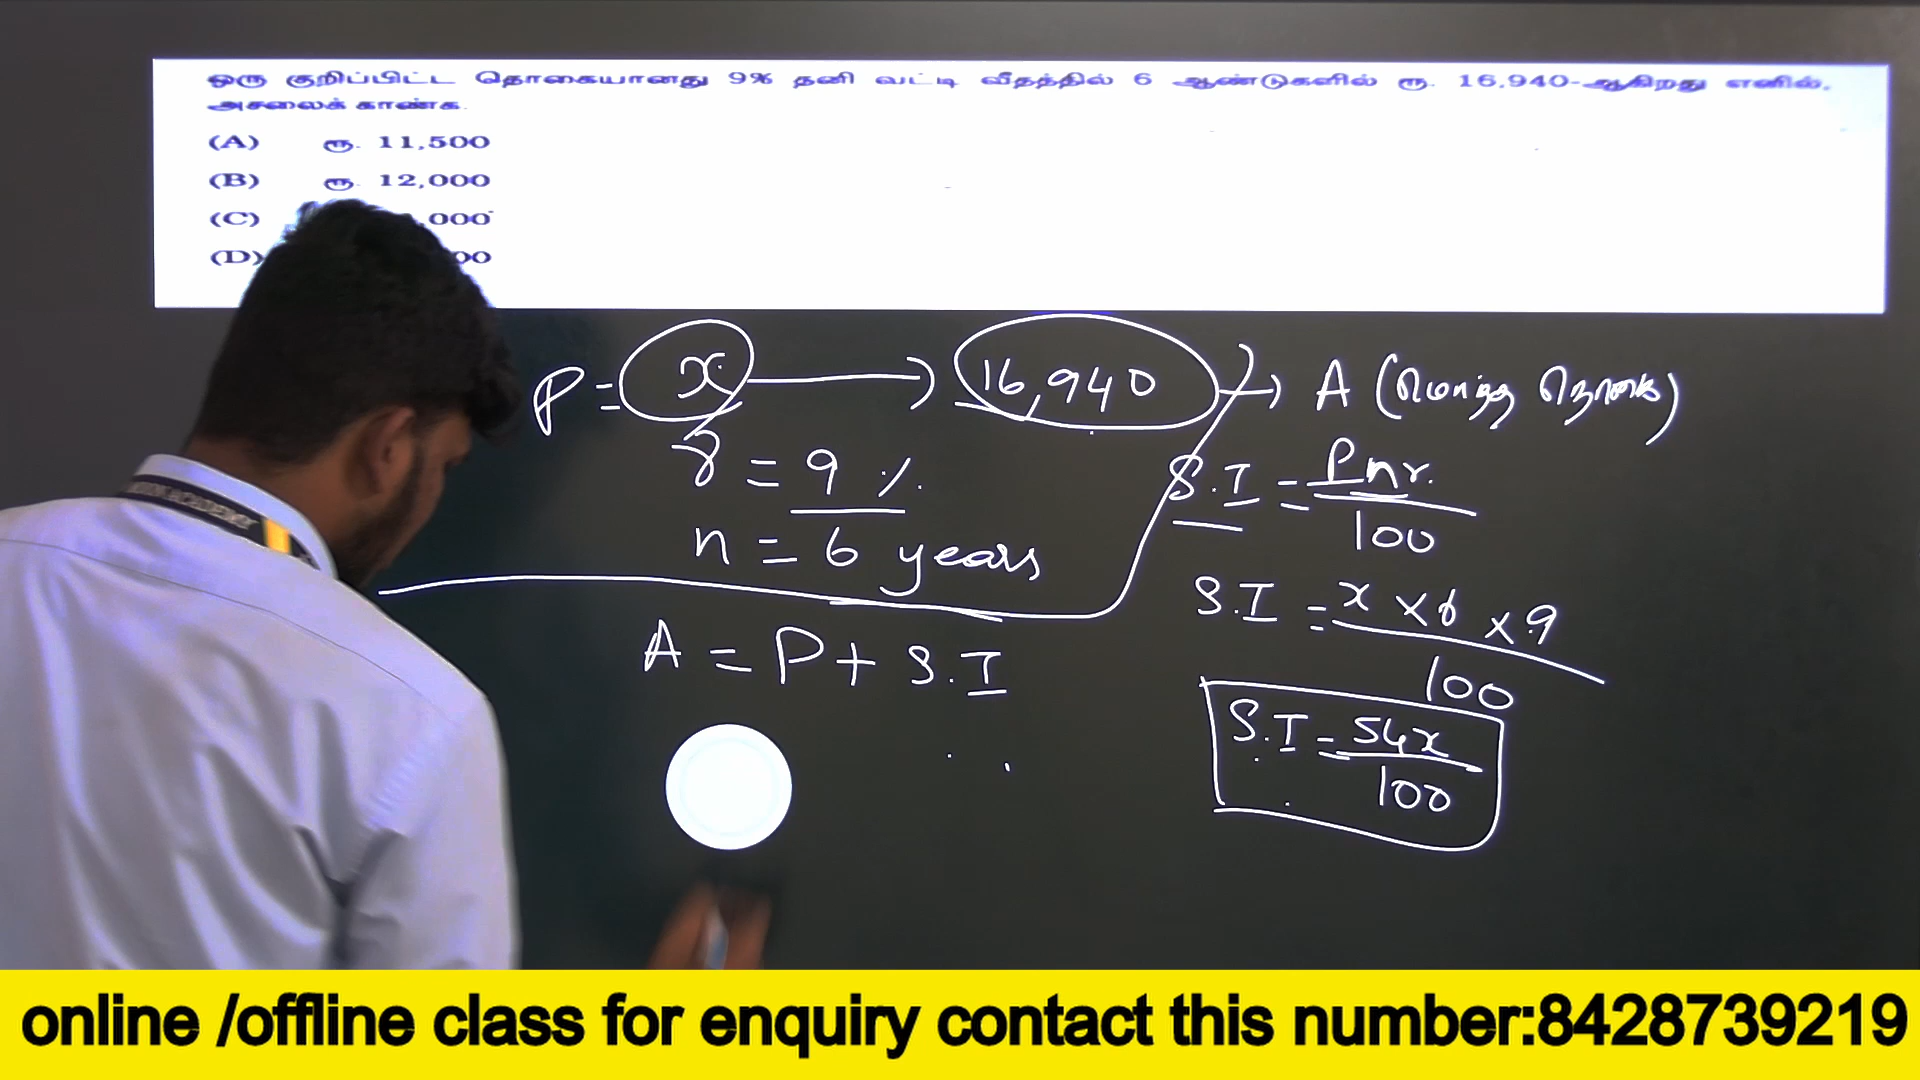 ஒரு குறிப்பிட்ட தொகையானது 9% தனி வட்டி வீதத்தில் 6 ஆண்டுகளில் ரூ. 16,940-ஆகிறது எனில்,
அசலைக் காண்க.
(A) ரூ. 11,500
(B) ரூ. 12,000
(C) ,000
(D) 00
P = x → 16,940 → A (மொத்த தொகை)
r = 9 %
n = 6 years
A = P + S.I
S.I = Pnr
100
S.I = x × 6 × 9
100
S.I = 54x
100
online /offline class for enquiry contact this number:8428739219